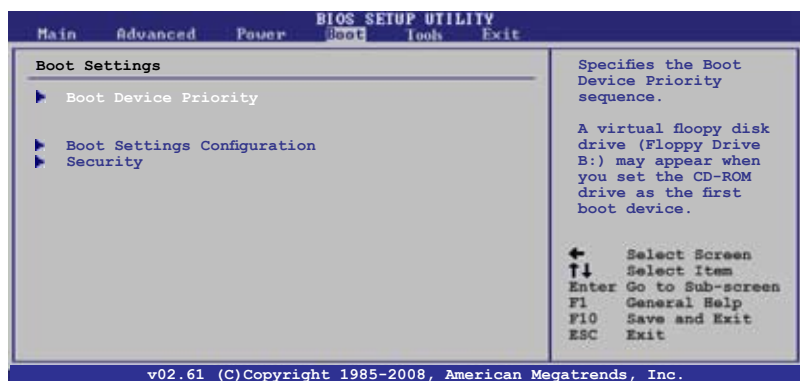 BIOS SETUP UTILITY
Main Advanced Power Boot Tools Exit
Boot Settings
Boot Device Priority
Boot Settings Configuration
Security
Specifies the Boot
Device Priority
sequence.
A virtual floopy disk
drive (Floppy Drive
B:) may appear when
you set the CD-ROM
drive as the first
boot device.
← Select Screen
↑↓ Select Item
Enter Go to Sub-screen
F1 General Help
F10 Save and Exit
ESC Exit
v02.61 (C)Copyright 1985-2008, American Megatrends, Inc.